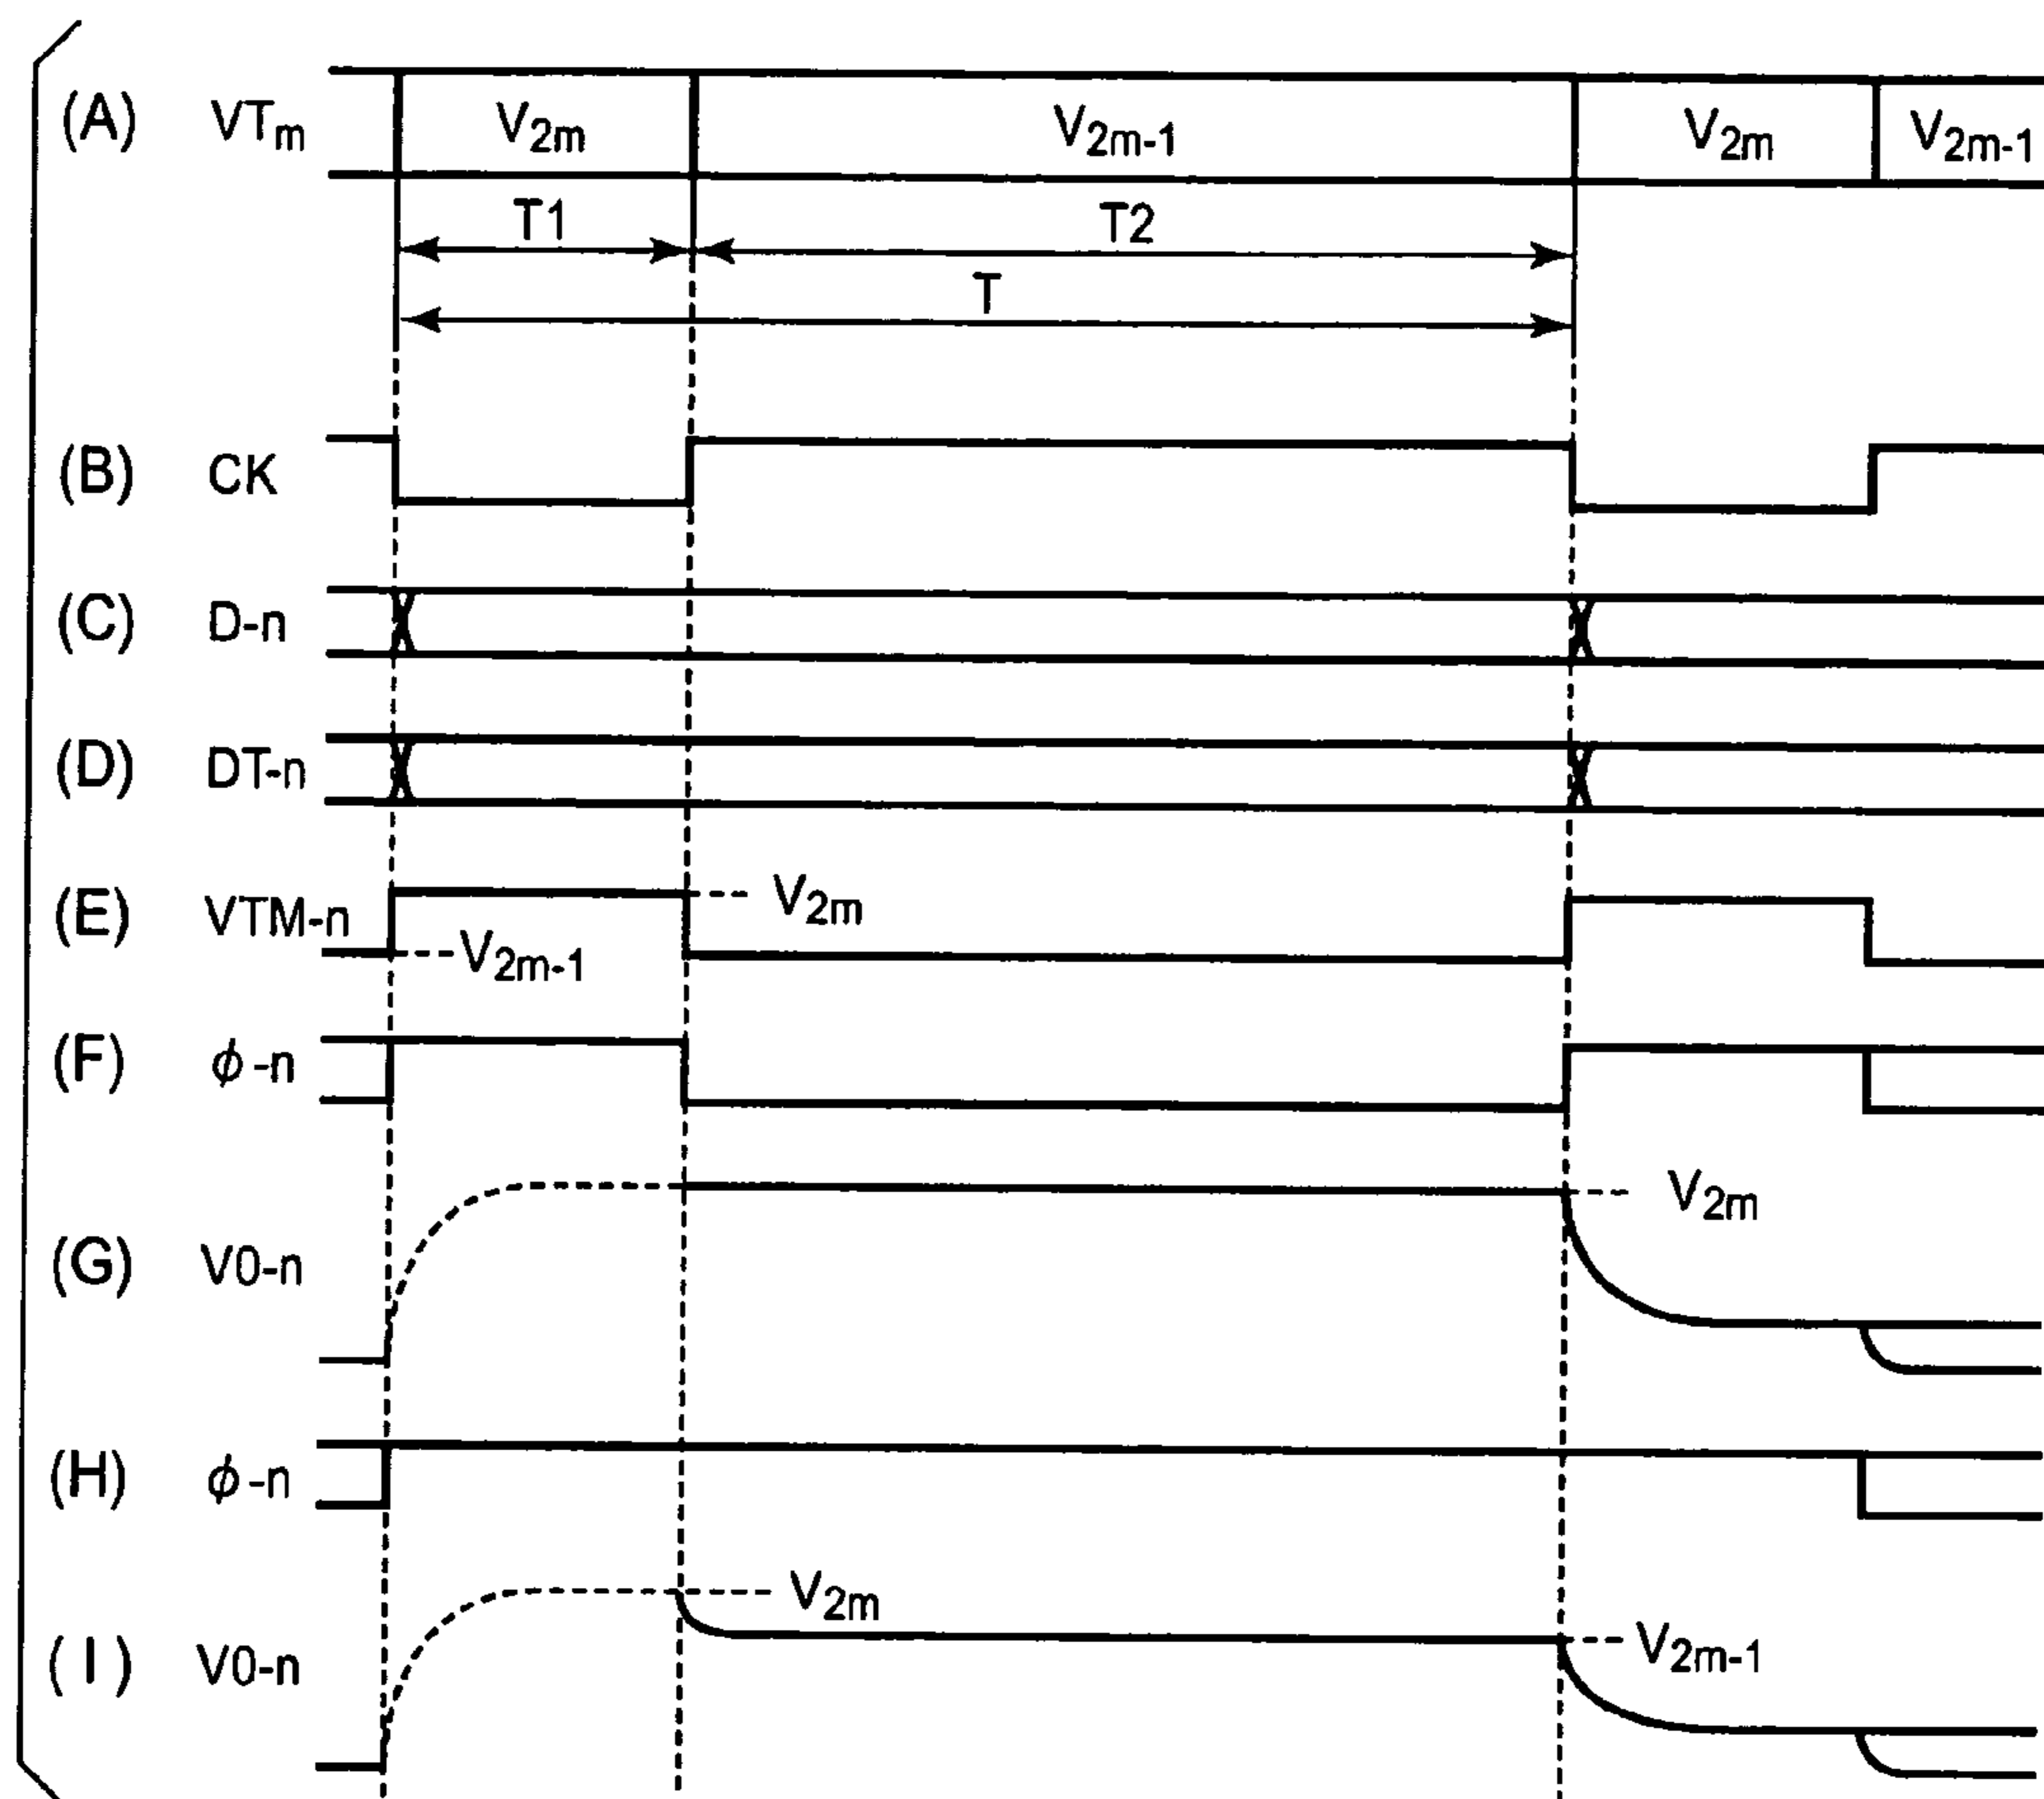 (A) VTm V2m V2m-1 V2m V2m-1
T1 T2
T
(B) CK
(C) D-n
(D) DT-n
(E) VTM-n V2m
V2m-1
(F) ϕ-n
(G) V0-n V2m
(H) ϕ-n
(I) V0-n V2m
V2m-1